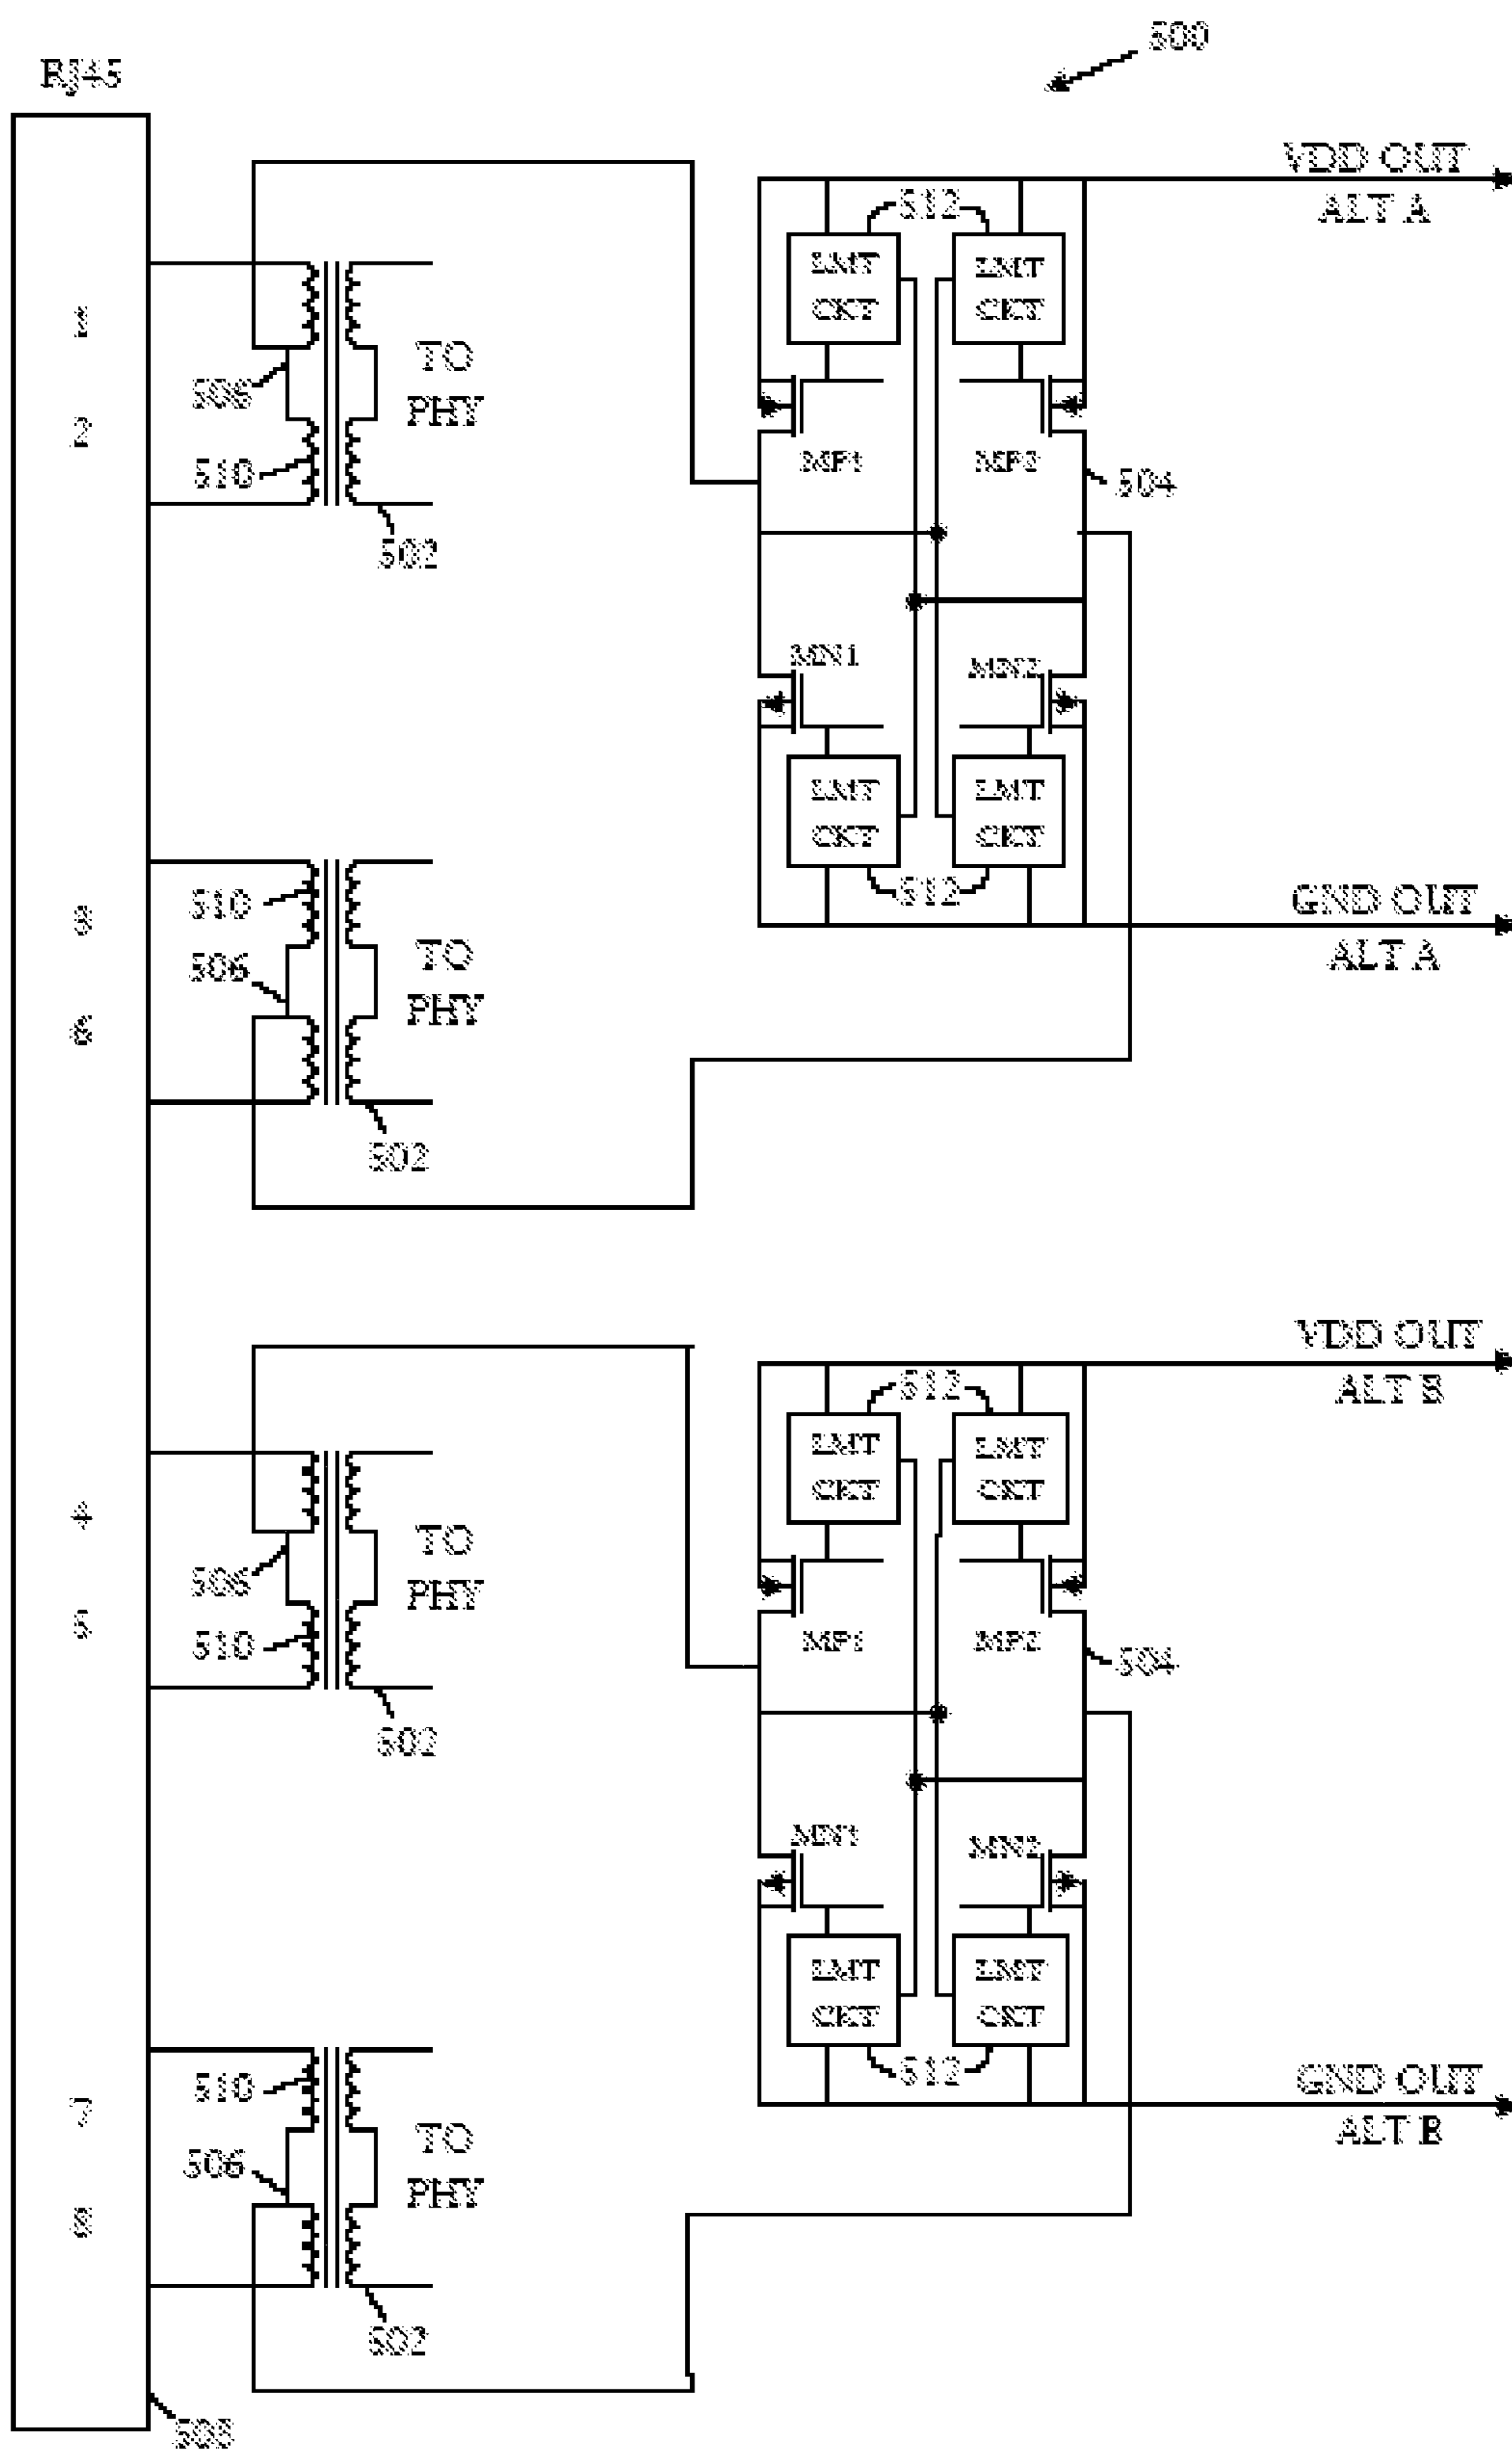 500
RJ45
VDD OUT
ALT A
512
LMT
CKT
LMT
CKT
1
TO
PHY
506
2
510
MP1
MP2
504
502
MN1
MN2
LMT
CKT
LMT
CKT
512
GND OUT
ALT A
510
3
506
TO
PHY
6
502
VDD OUT
ALT B
512
LMT
CKT
LMT
CKT
4
TO
PHY
506
5
510
MP1
MP2
504
502
MN1
MN2
LMT
CKT
LMT
CKT
512
GND OUT
ALT B
510
7
506
TO
PHY
8
502